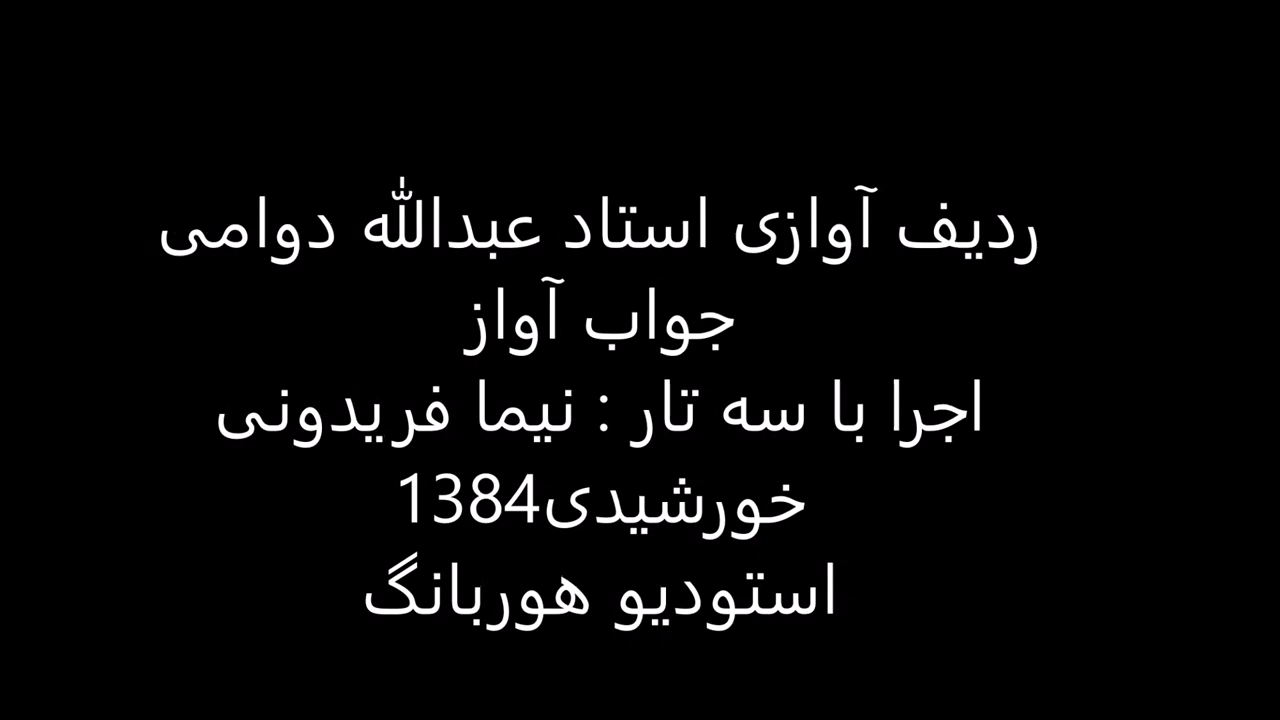 ردیف آوازی استاد عبدالله دوامی
جواب آواز
اجرا با سه تار : نیما فریدونی
خورشیدی1384
استودیو هوربانگ